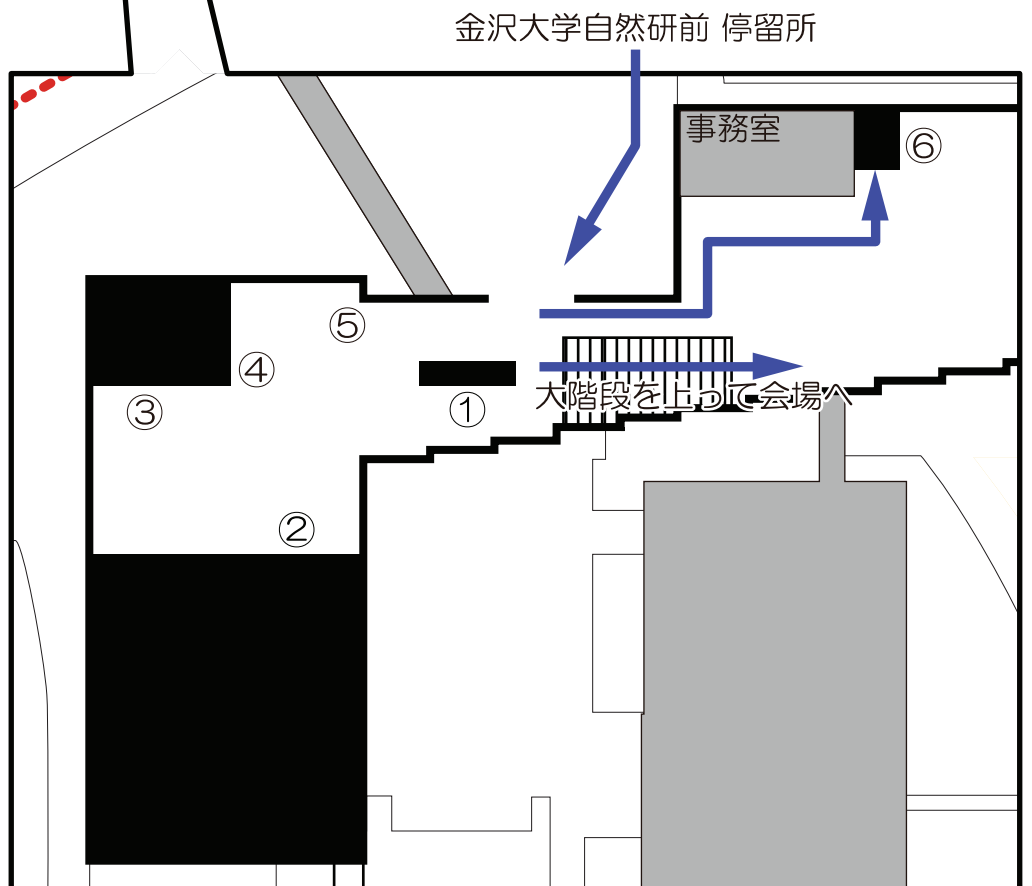 金沢大学自然研前 停留所
事務室
⑥
⑤
④
③
①
大階段を上って会場へ
②